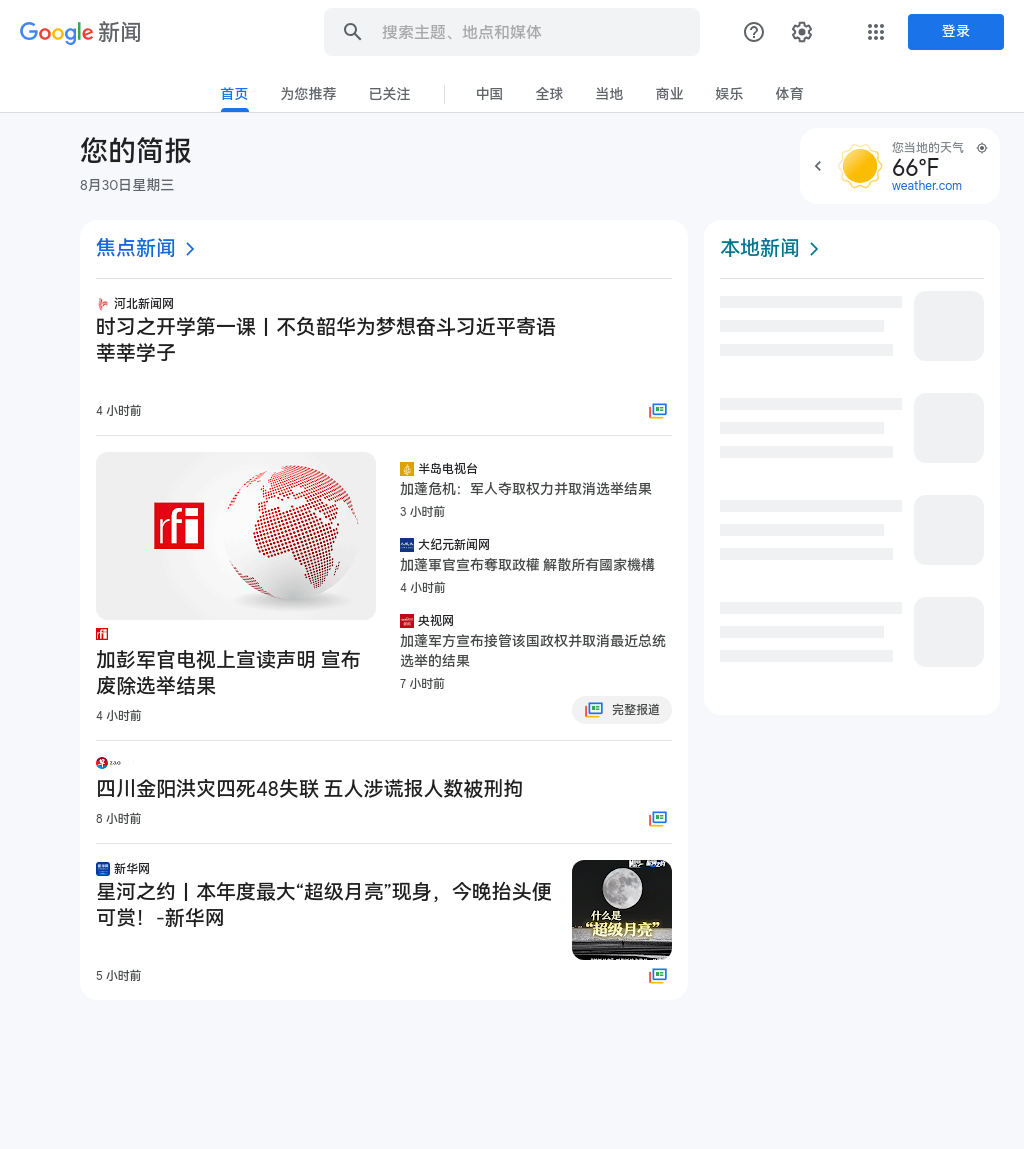 Google 新闻
搜索主题、地点和媒体
登录
首页
为您推荐
已关注
中国
全球
当地
商业
娱乐
体育
您的简报
8月30日星期三
您当地的天气
66°F
weather.com
焦点新闻
本地新闻
河北新闻网
时习之开学第一课丨不负韶华为梦想奋斗习近平寄语
莘莘学子
4 小时前
rfi
rfi
加彭军官电视上宣读声明 宣布
废除选举结果
4 小时前
半岛电视台
加蓬危机：军人夺取权力并取消选举结果
3 小时前
大纪元新闻网
加蓬軍官宣布奪取政權 解散所有國家機構
4 小时前
央视网
加蓬军方宣布接管该国政权并取消最近总统
选举的结果
7 小时前
完整报道
四川金阳洪灾四死48失联 五人涉谎报人数被刑拘
8 小时前
新华网
星河之约丨本年度最大“超级月亮”现身，今晚抬头便
可赏！-新华网
什么是
“超级月亮”
5 小时前